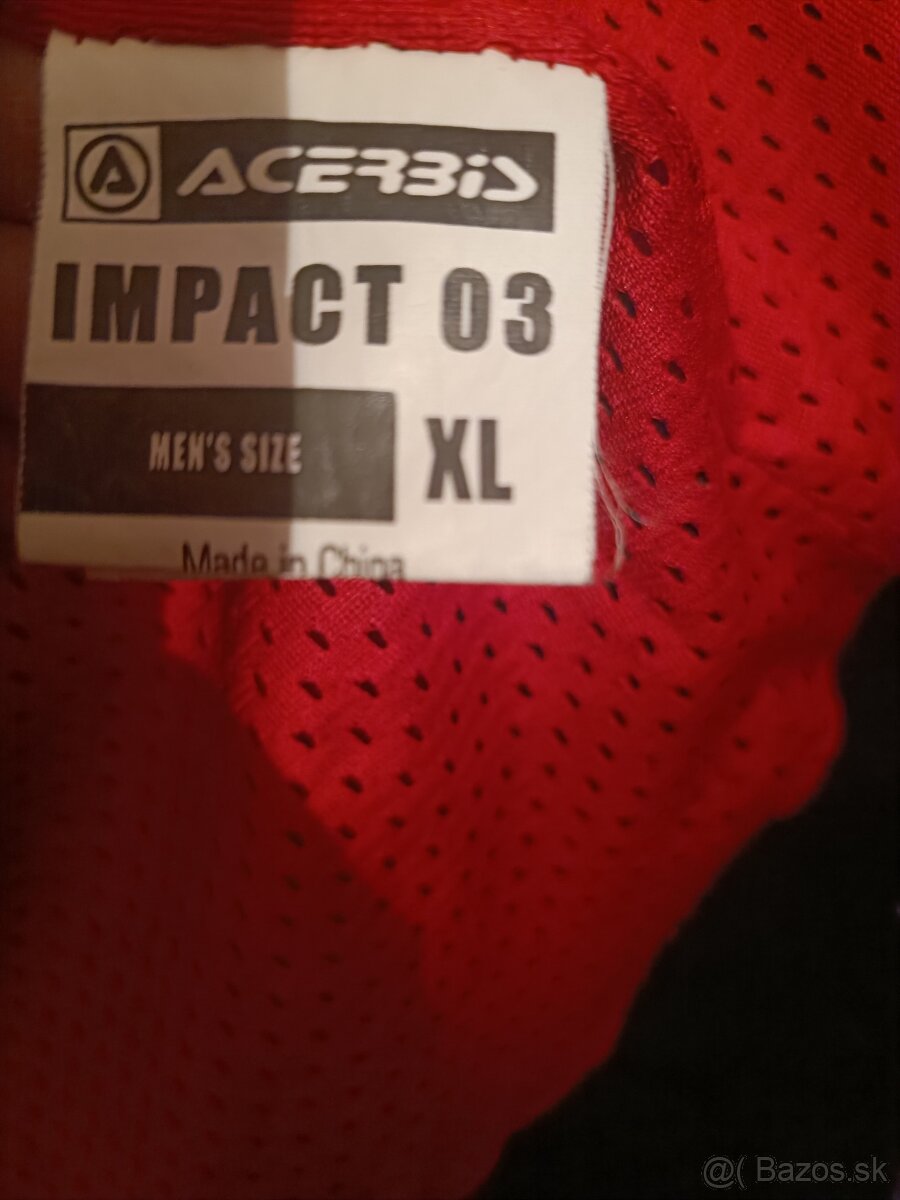 ACERBIS
IMPACT 03
MEN'S SIZE XL
Made in China
@( Bazos.sk